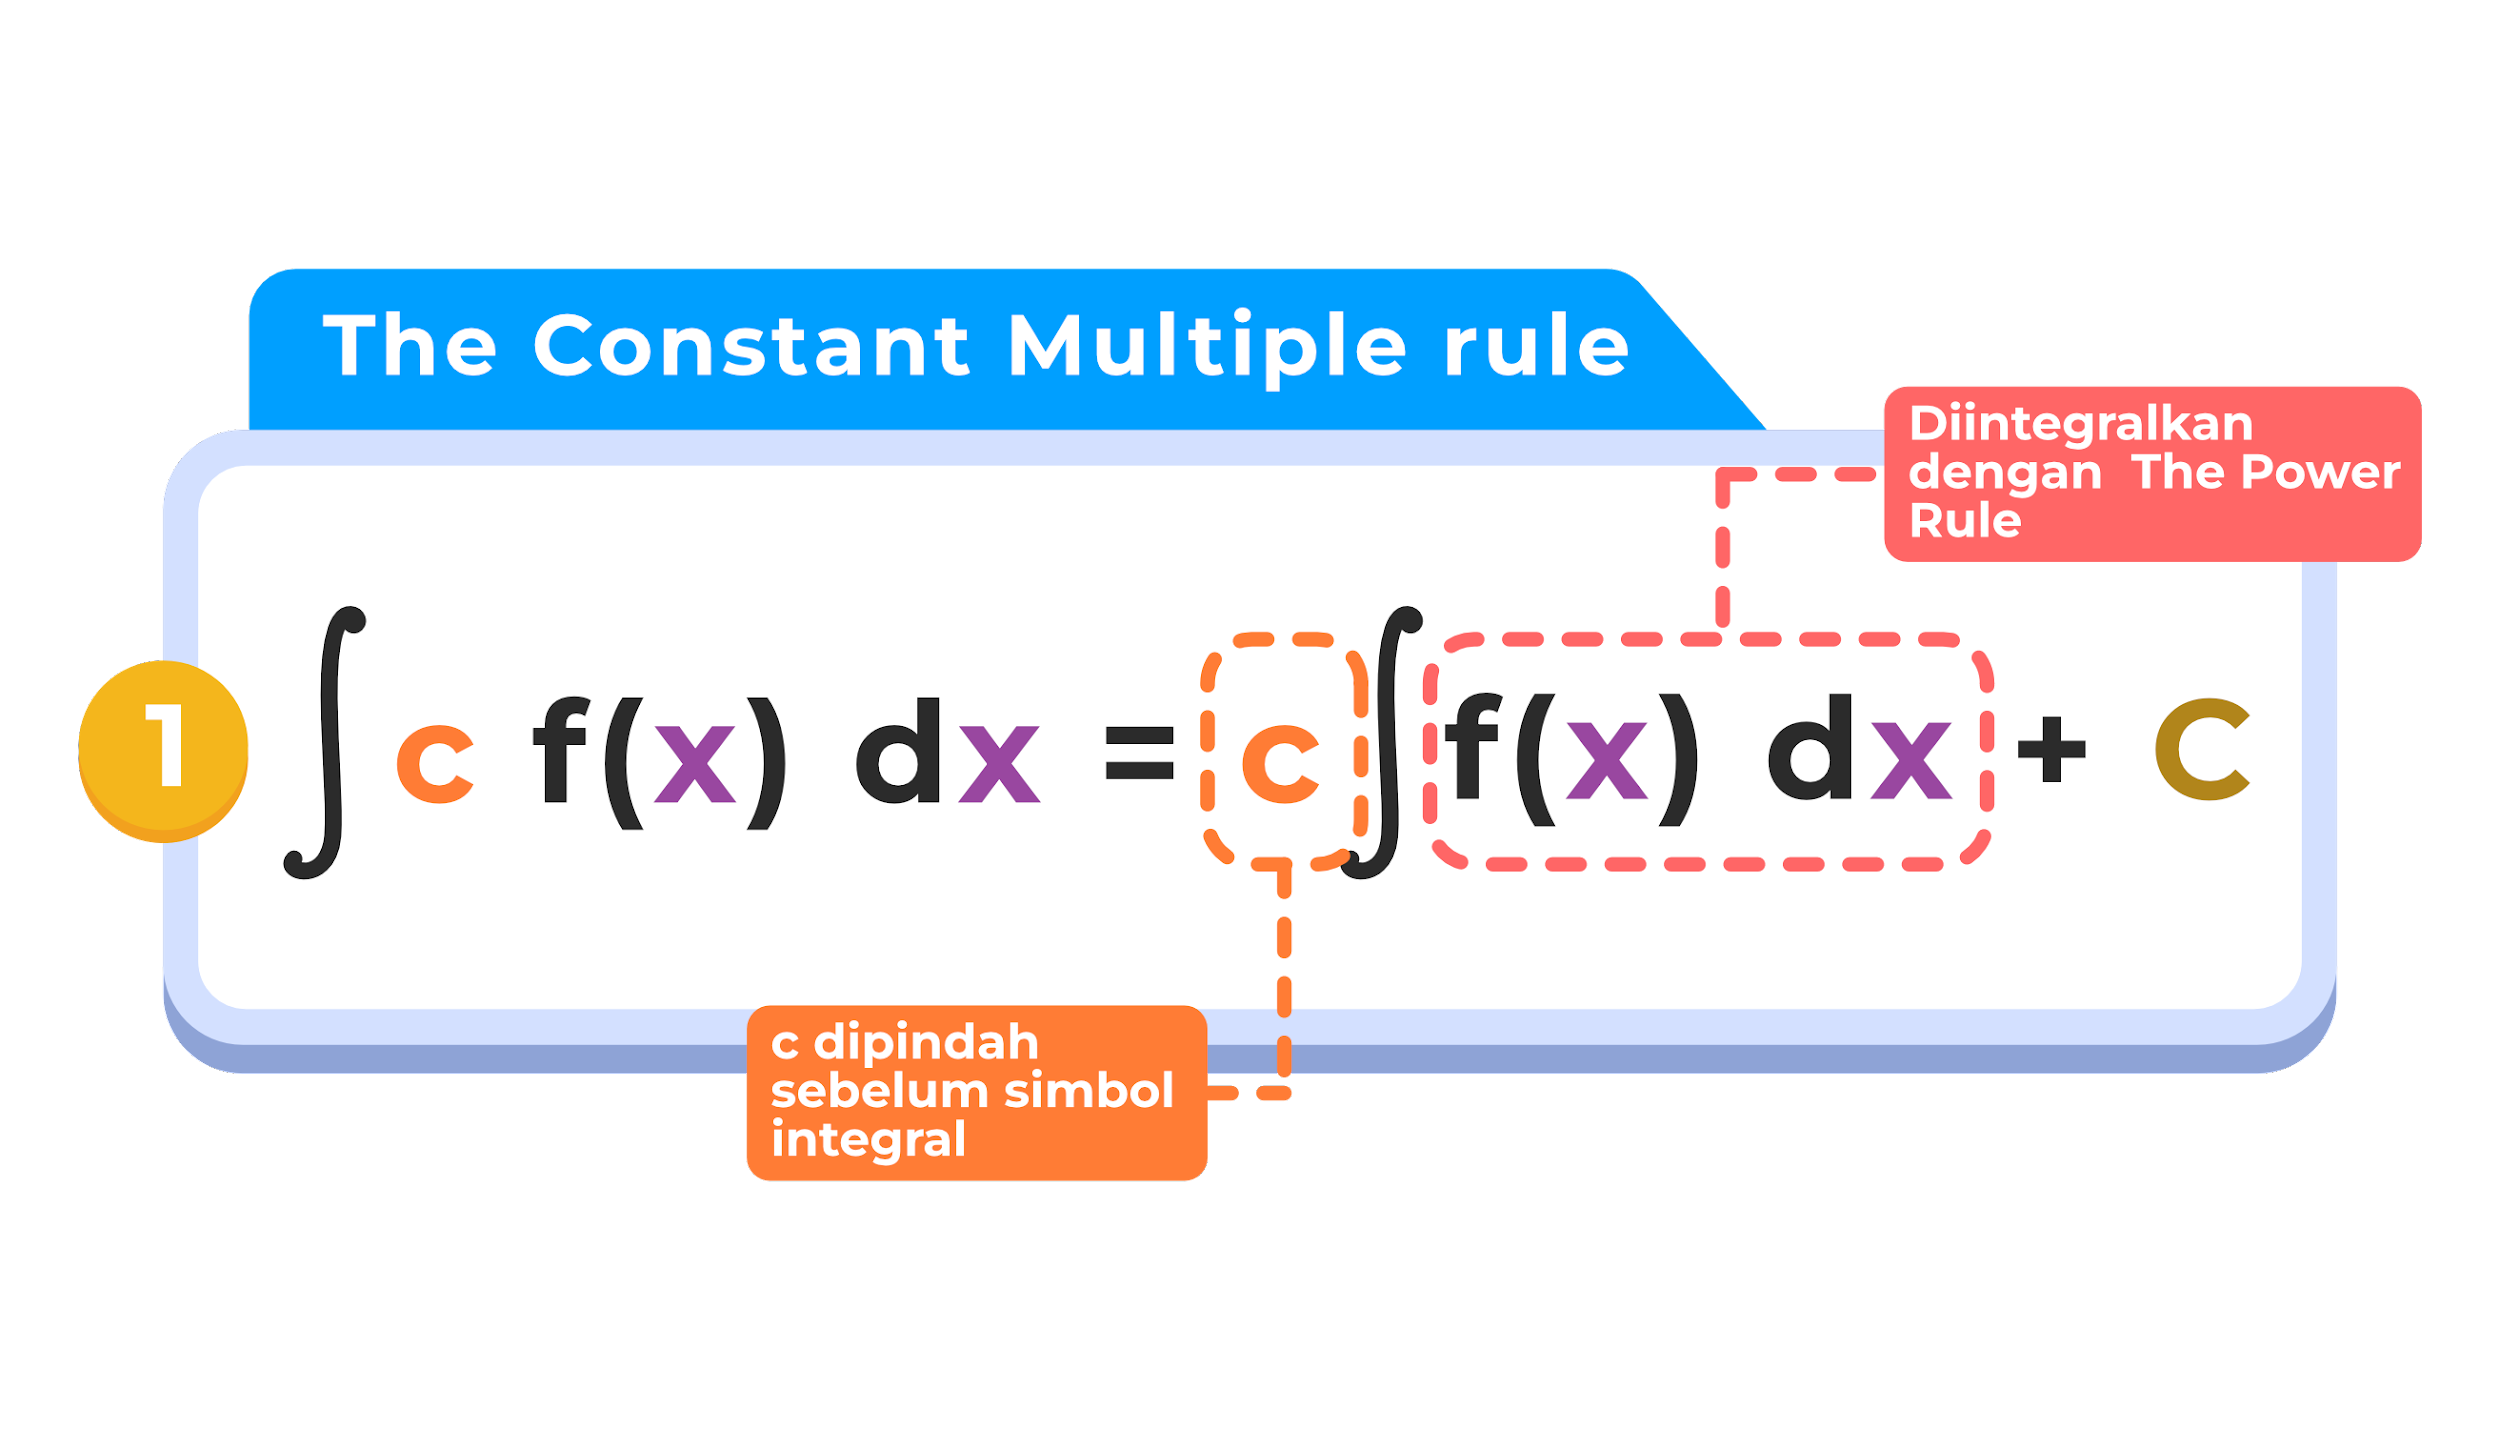 The Constant Multiple rule
Diintegralkan
dengan The Power
Rule
1
∫ c f(x) dx = c ∫ f(x) dx + C
c dipindah
sebelum simbol
integral